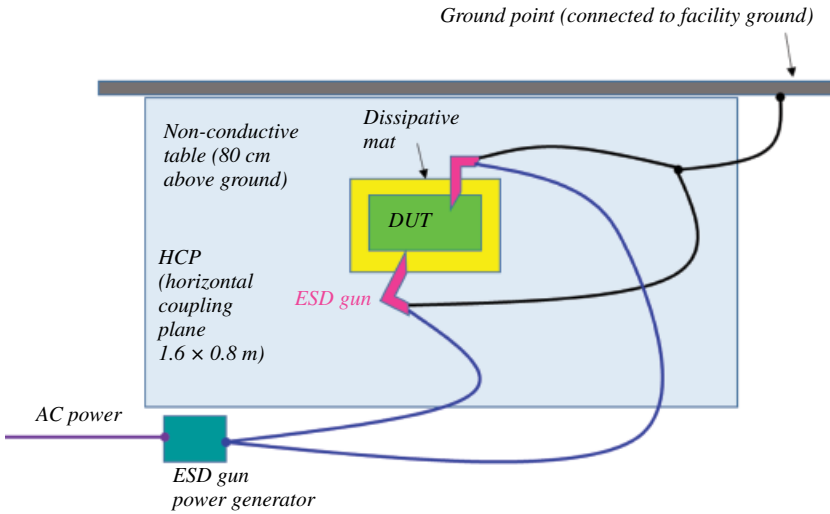 Ground point (connected to facility ground)
Non-conductive
table (80 cm
above ground)
Dissipative
mat
DUT
HCP
(horizontal
coupling
plane
1.6 × 0.8 m)
ESD gun
AC power
ESD gun
power generator